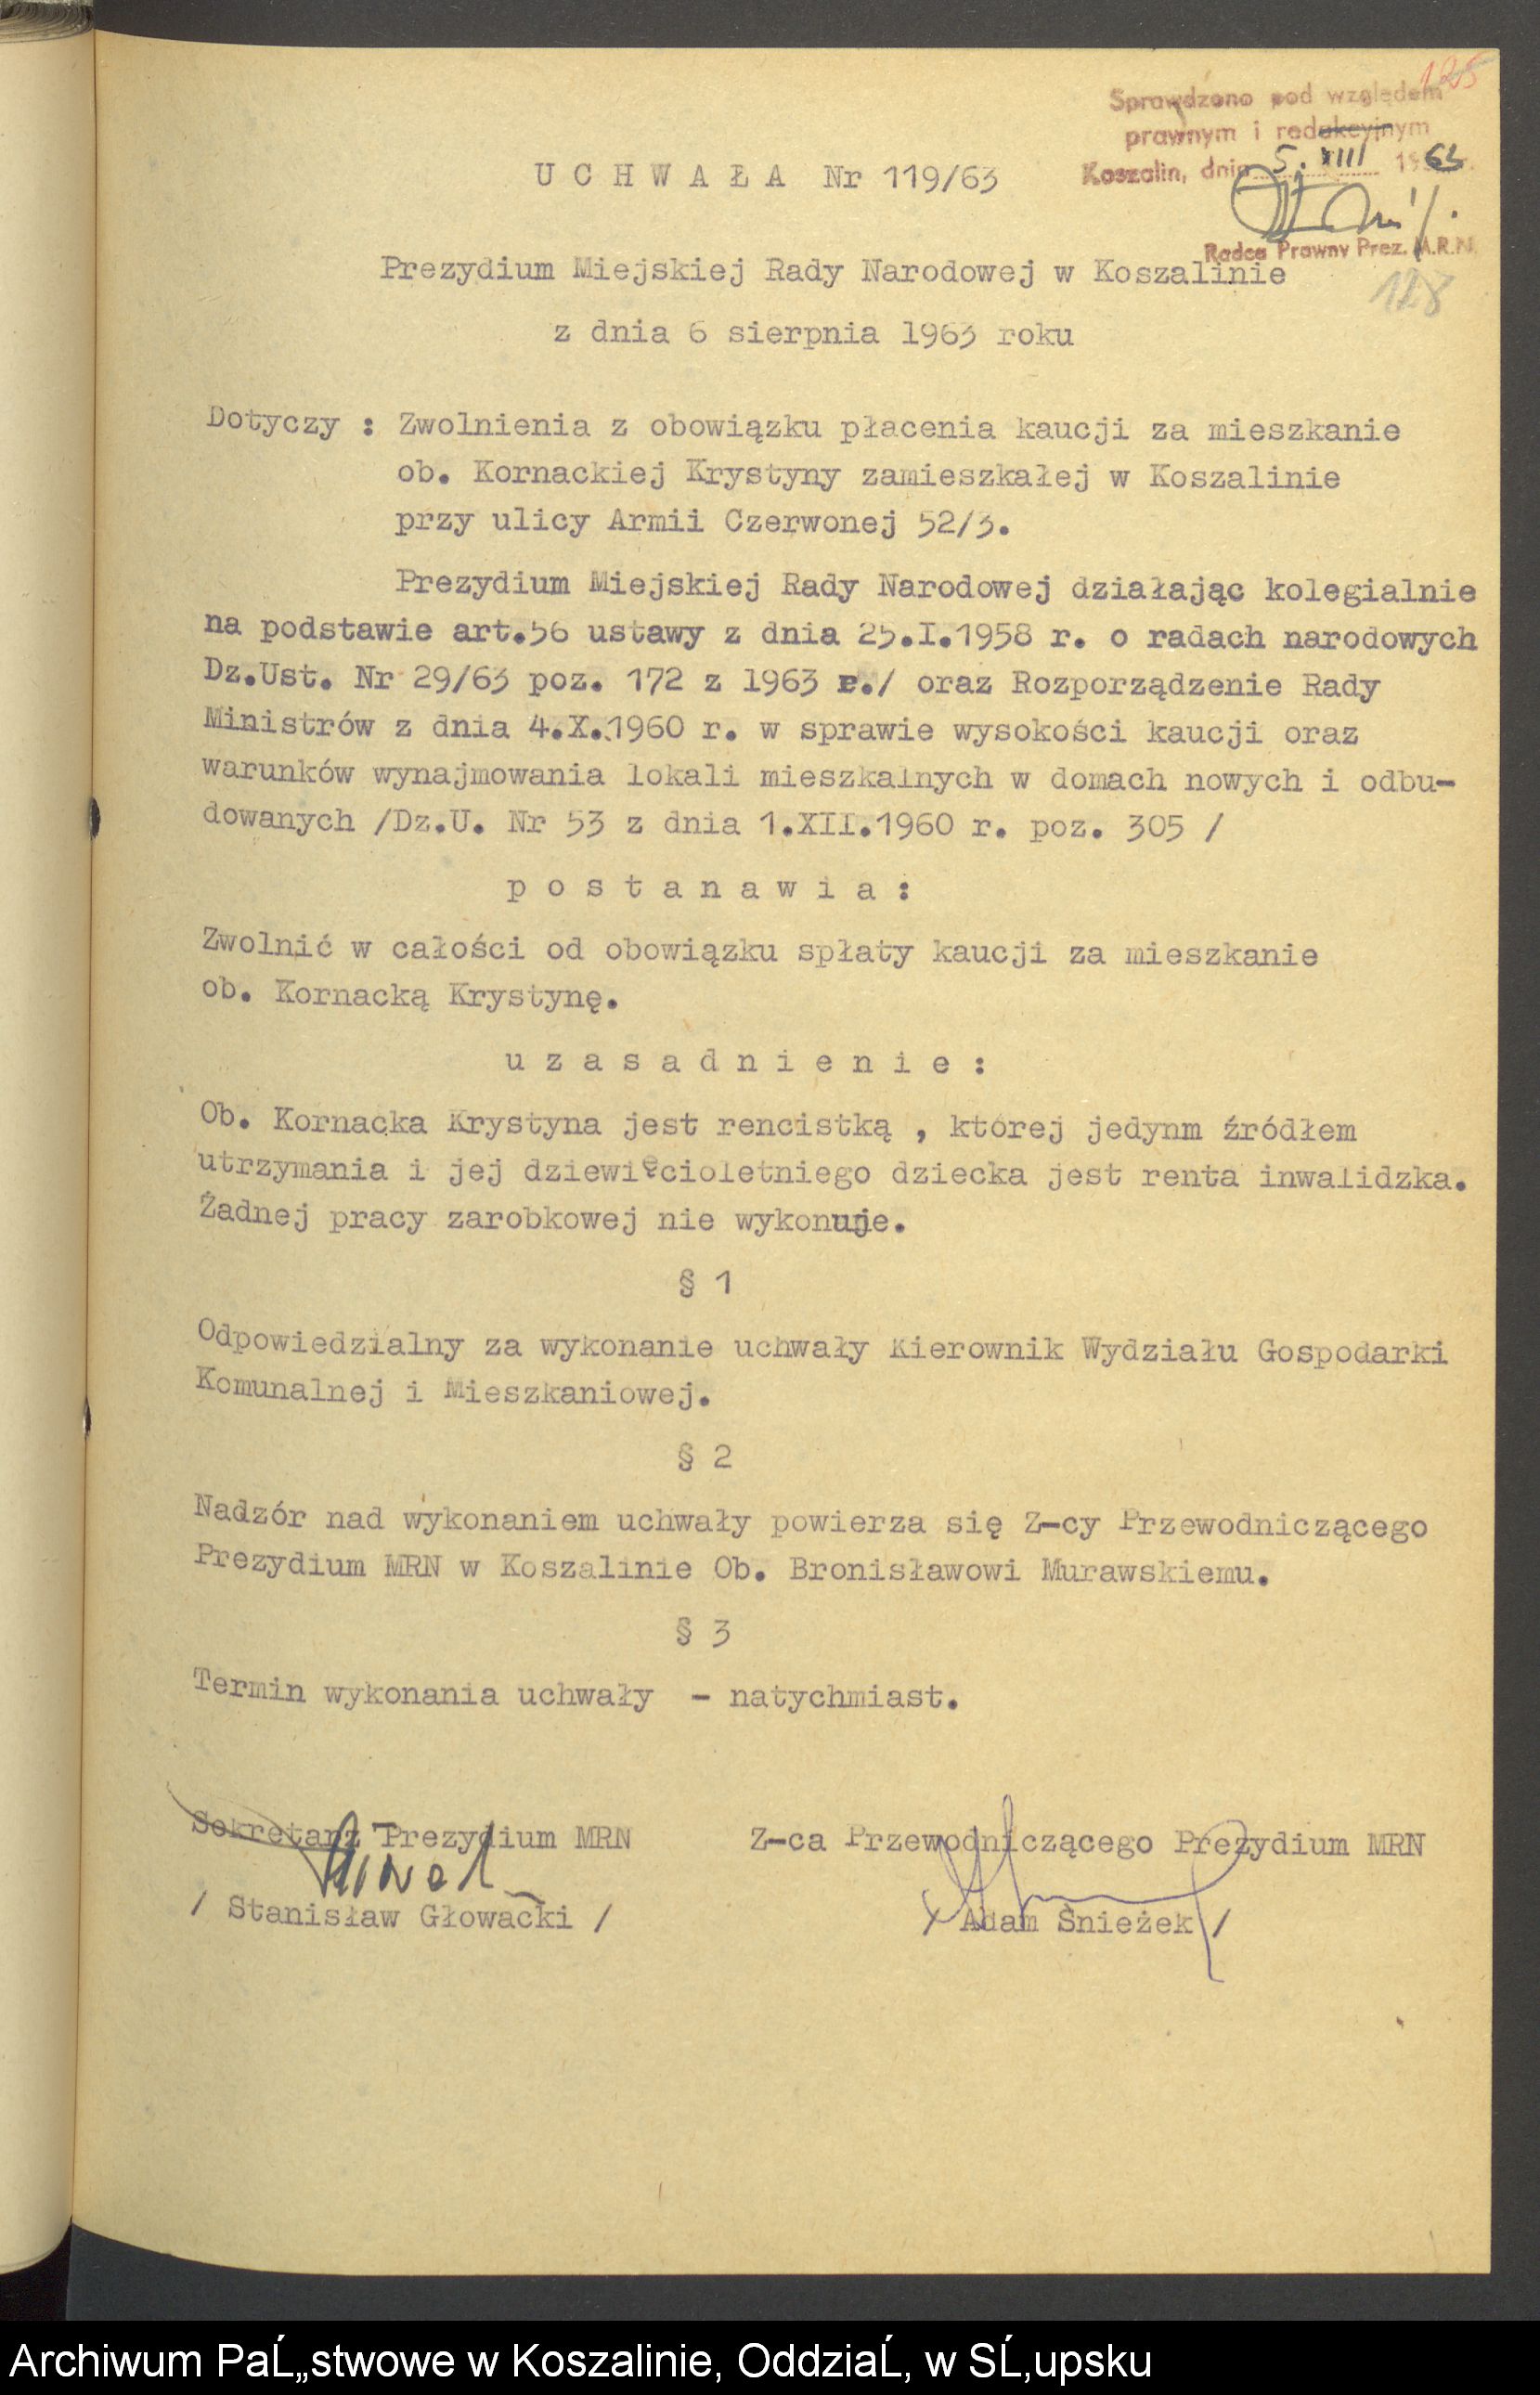 125
Sprawdzono pod względem
prawnym i redakcyjnym
Koszalin, dnia 5. VIII 1963 r.
Radca Prawny Prez. M.R.N.
128
U C H W A Ł A Nr 119/63
Prezydium Miejskiej Rady Narodowej w Koszalinie
z dnia 6 sierpnia 1963 roku
Dotyczy : Zwolnienia z obowiązku płacenia kaucji za mieszkanie
ob. Kornackiej Krystyny zamieszkałej w Koszalinie
przy ulicy Armii Czerwonej 52/3.
Prezydium Miejskiej Rady Narodowej działając kolegialnie
na podstawie art.56 ustawy z dnia 25.I.1958 r. o radach narodowych
Dz.Ust. Nr 29/63 poz. 172 z 1963 r./ oraz Rozporządzenie Rady
Ministrów z dnia 4.X.1960 r. w sprawie wysokości kaucji oraz
warunków wynajmowania lokali mieszkalnych w domach nowych i odbu-
dowanych /Dz.U. Nr 53 z dnia 1.XII.1960 r. poz. 305 /
p o s t a n a w i a :
Zwolnić w całości od obowiązku spłaty kaucji za mieszkanie
ob. Kornacką Krystynę.
u z a s a d n i e n i e :
Ob. Kornacka Krystyna jest rencistką , której jedynm źródłem
utrzymania i jej dziewięcioletniego dziecka jest renta inwalidzka.
Żadnej pracy zarobkowej nie wykonuje.
§ 1
Odpowiedzialny za wykonanie uchwały Kierownik Wydziału Gospodarki
Komunalnej i Mieszkaniowej.
§ 2
Nadzór nad wykonaniem uchwały powierza się Z-cy Przewodniczącego
Prezydium MRN w Koszalinie Ob. Bronisławowi Murawskiemu.
§ 3
Termin wykonania uchwały - natychmiast.
Sekretarz Prezydium MRN Z-ca Przewodniczącego Prezydium MRN
/ Stanisław Głowacki / / Adam Śnieżek /
Archiwum PaĹ„stwowe w Koszalinie, OddziaĹ‚ w SĹ‚upsku